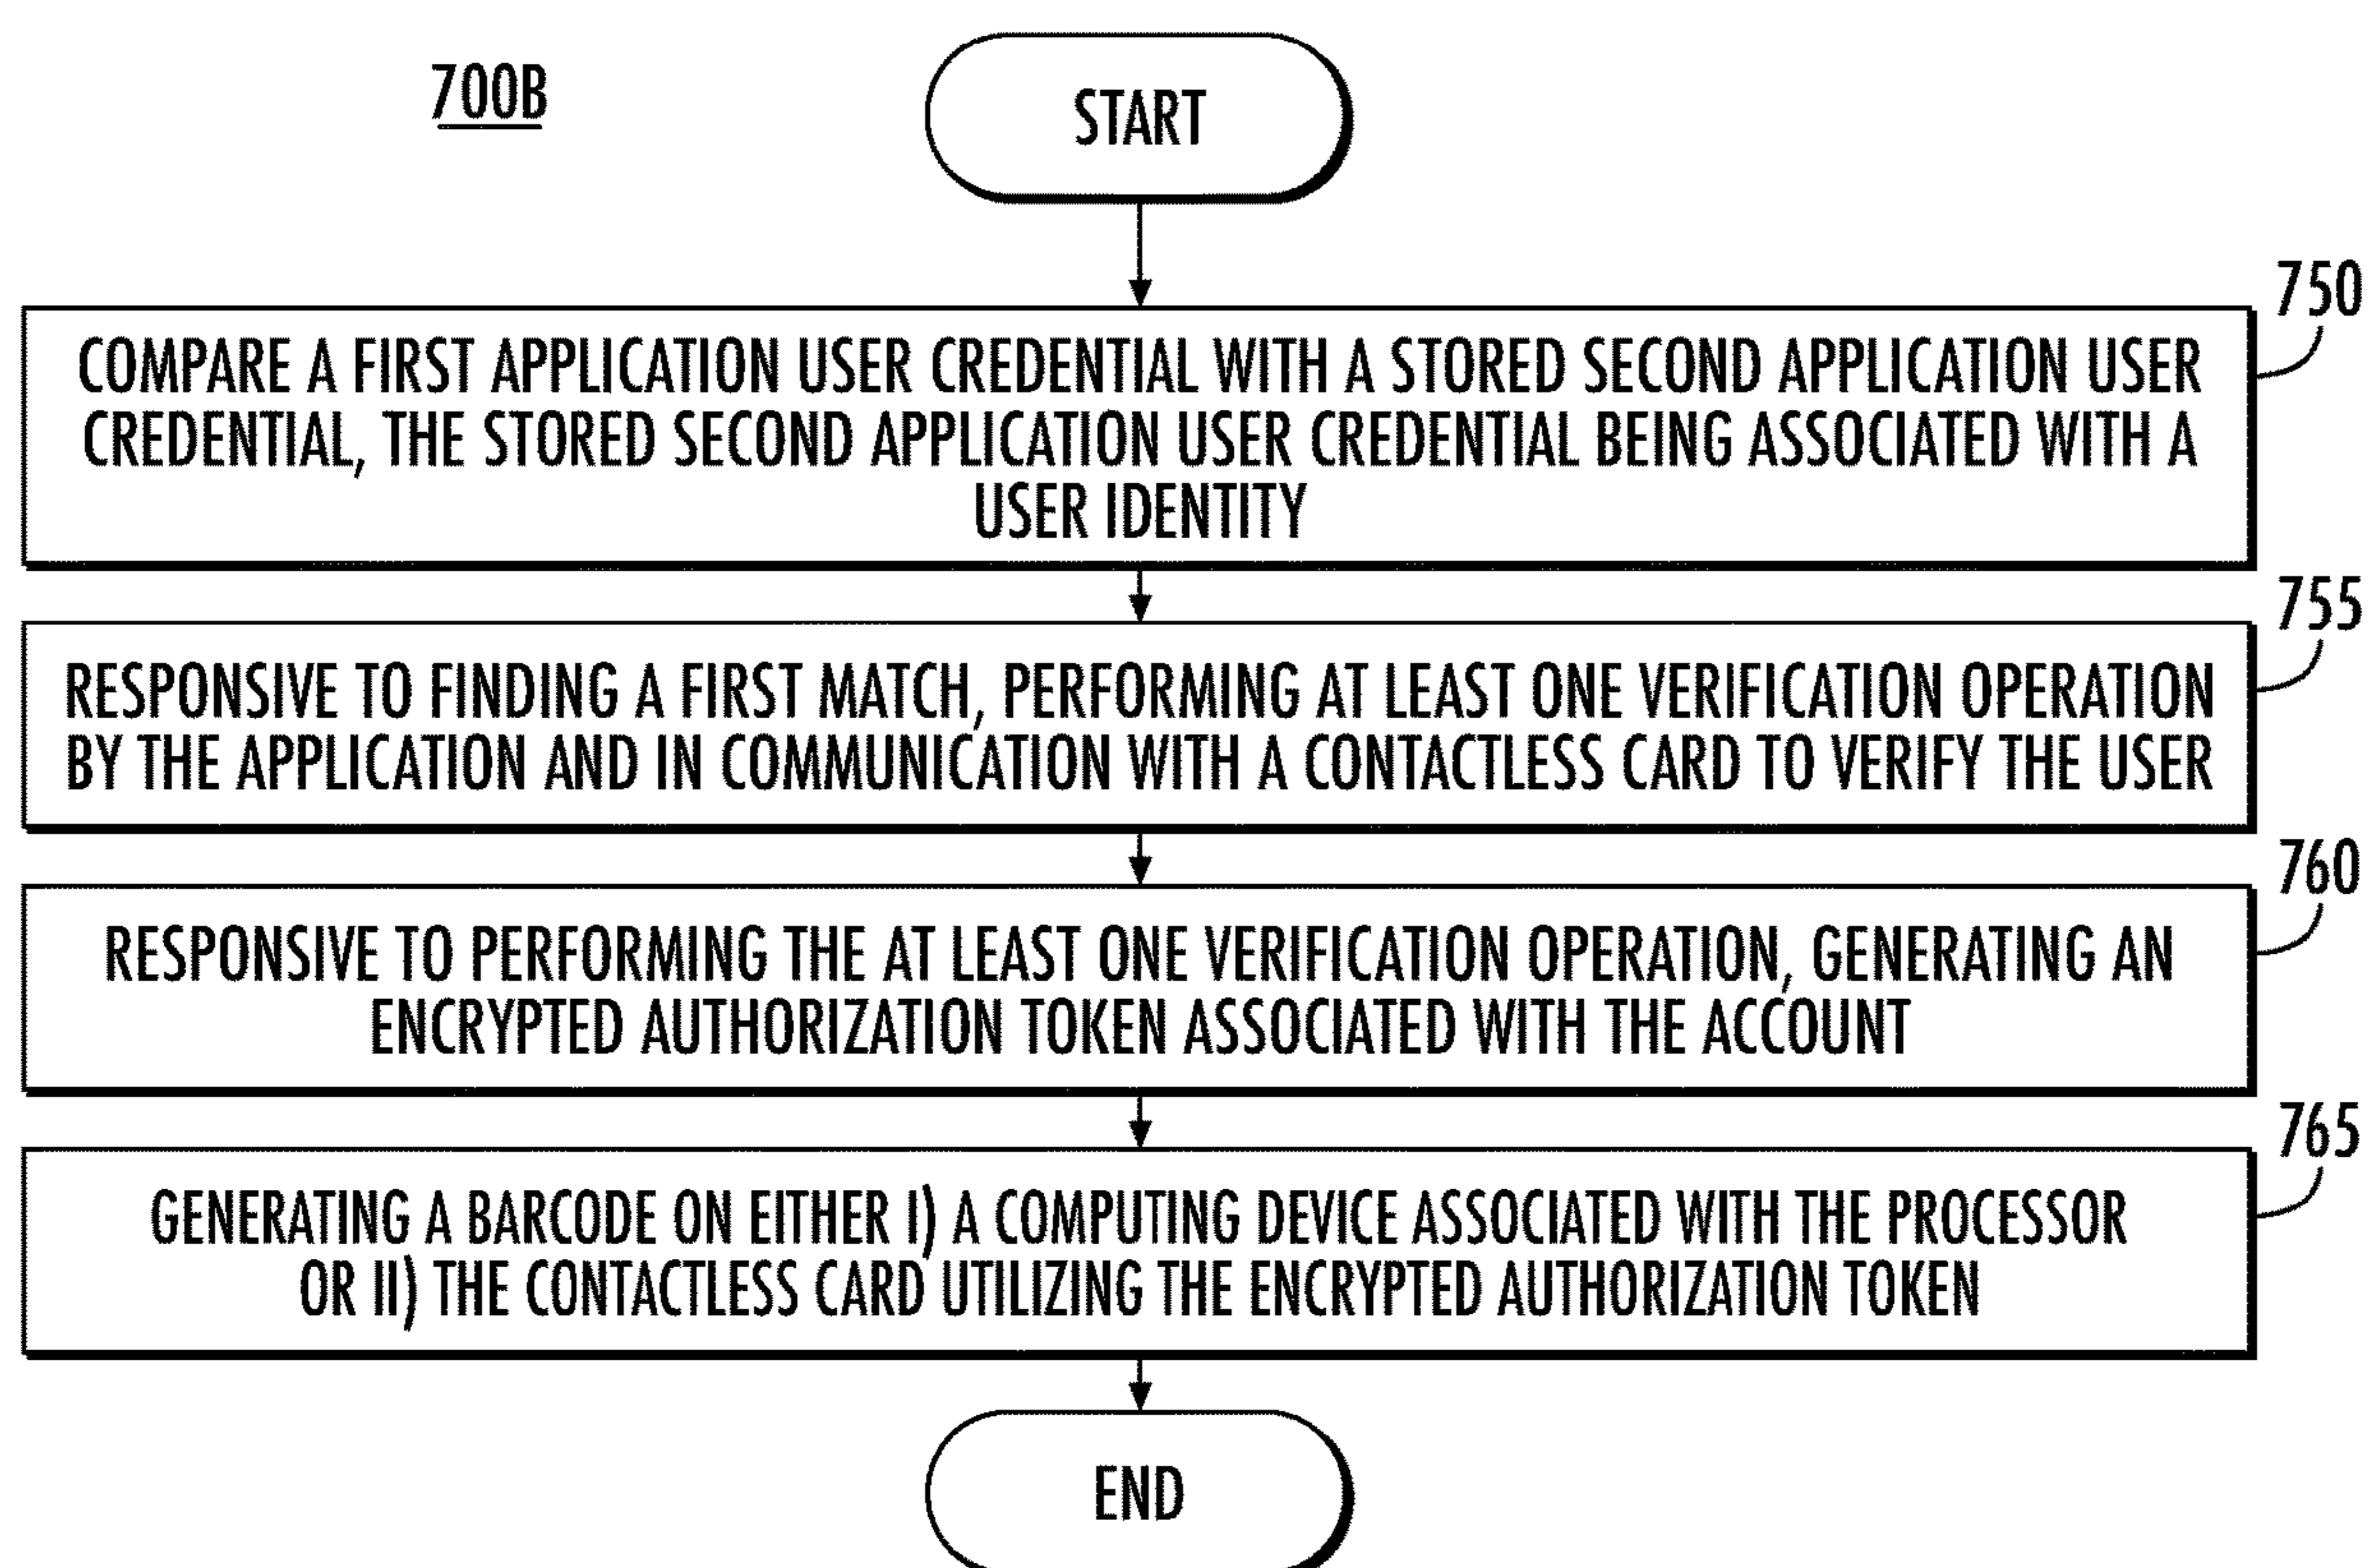 700B
START
750
COMPARE A FIRST APPLICATION USER CREDENTIAL WITH A STORED SECOND APPLICATION USER
CREDENTIAL, THE STORED SECOND APPLICATION USER CREDENTIAL BEING ASSOCIATED WITH A
USER IDENTITY
755
RESPONSIVE TO FINDING A FIRST MATCH, PERFORMING AT LEAST ONE VERIFICATION OPERATION
BY THE APPLICATION AND IN COMMUNICATION WITH A CONTACTLESS CARD TO VERIFY THE USER
760
RESPONSIVE TO PERFORMING THE AT LEAST ONE VERIFICATION OPERATION, GENERATING AN
ENCRYPTED AUTHORIZATION TOKEN ASSOCIATED WITH THE ACCOUNT
765
GENERATING A BARCODE ON EITHER I) A COMPUTING DEVICE ASSOCIATED WITH THE PROCESSOR
OR II) THE CONTACTLESS CARD UTILIZING THE ENCRYPTED AUTHORIZATION TOKEN
END